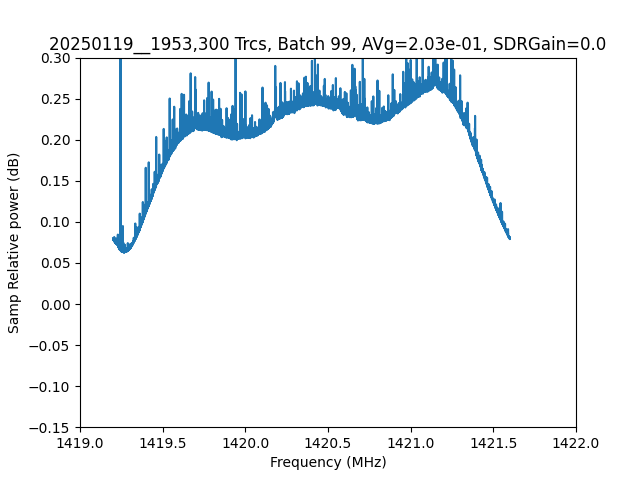 20250119__1953,300 Trcs, Batch 99, AVg=2.03e-01, SDRGain=0.0
Samp Relative power (dB)
0.30
0.25
0.20
0.15
0.10
0.05
0.00
−0.05
−0.10
−0.15
1419.0 1419.5 1420.0 1420.5 1421.0 1421.5 1422.0
Frequency (MHz)